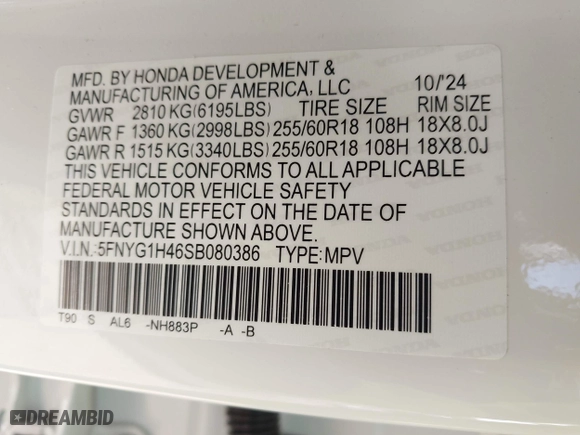 MFD. BY HONDA DEVELOPMENT &
MANUFACTURING OF AMERICA, LLC 10/'24
GVWR 2810 KG(6195LBS) TIRE SIZE RIM SIZE
GAWR F 1360 KG(2998LBS) 255/60R18 108H 18X8.0J
GAWR R 1515 KG(3340LBS) 255/60R18 108H 18X8.0J
THIS VEHICLE CONFORMS TO ALL APPLICABLE
FEDERAL MOTOR VEHICLE SAFETY
STANDARDS IN EFFECT ON THE DATE OF
MANUFACTURE SHOWN ABOVE.
V.I.N.:5FNYG1H46SB080386 TYPE:MPV
T90 S AL6 -NH883P -A -B
DREAMBID